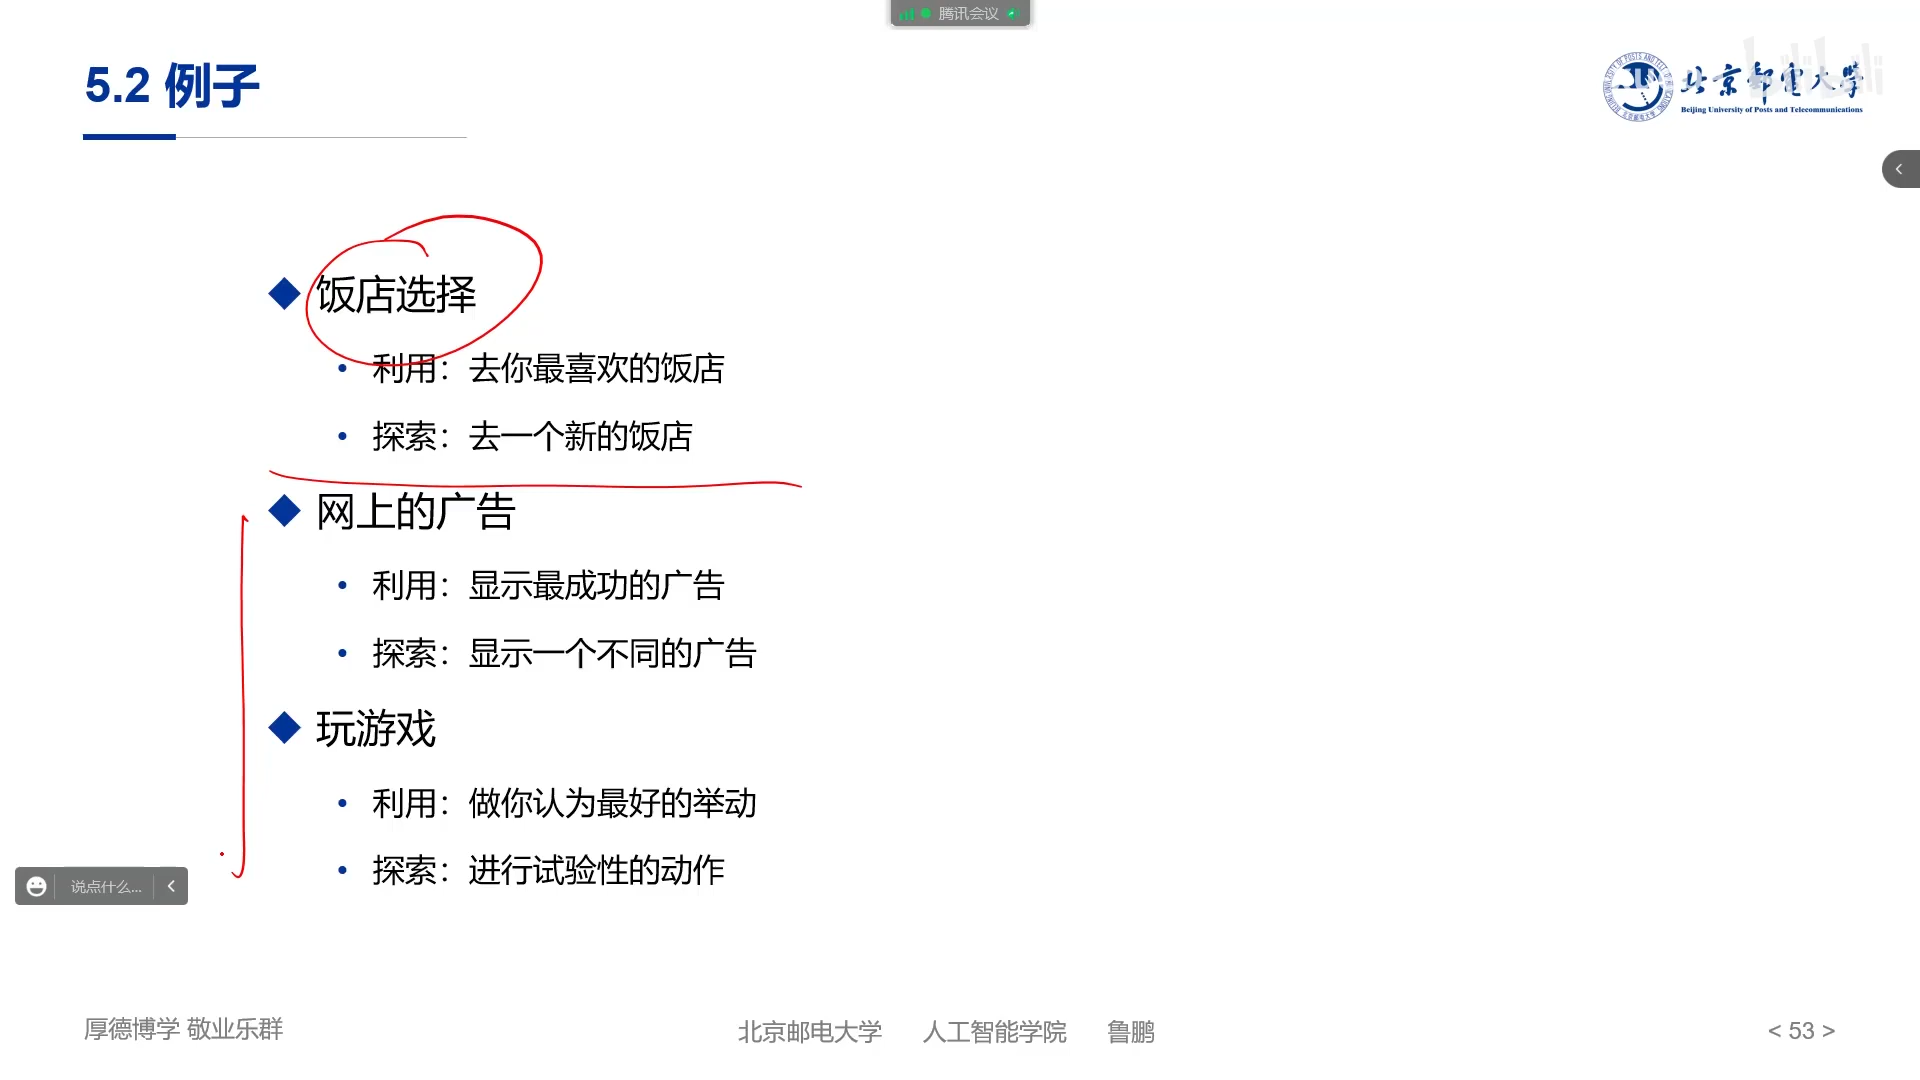 腾讯会议
5.2 例子
北京邮电大学
Beijing University of Posts and Telecommunications
饭店选择
利用：去你最喜欢的饭店
探索：去一个新的饭店
网上的广告
利用：显示最成功的广告
探索：显示一个不同的广告
玩游戏
利用：做你认为最好的举动
探索：进行试验性的动作
说点什么...
厚德博学 敬业乐群
北京邮电大学 人工智能学院 鲁鹏
< 53 >